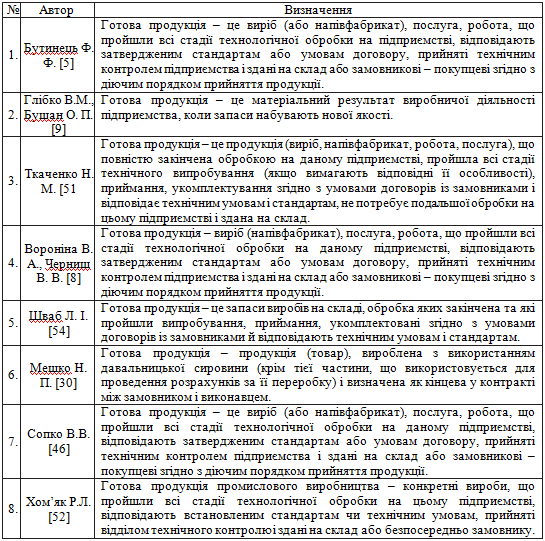 № Автор Визначення
1. Бутинець Ф. Ф. [5] Готова продукція – це виріб (або напівфабрикат), послуга, робота, що
пройшли всі стадії технологічної обробки на підприємстві, відповідають
затвердженим стандартам або умовам договору, прийняті технічним
контролем підприємства і здані на склад або замовникові – покупцеві згідно з
діючим порядком прийняття продукції.
2. Глібко В.М., Бушан О. П. [9] Готова продукція – це матеріальний результат виробничої діяльності
підприємства, коли запаси набувають нової якості.
3. Ткаченко Н. М. [51 Готова продукція – це продукція (виріб, напівфабрикат, робота, послуга), що
повністю закінчена обробкою на даному підприємстві, пройшла всі стадії
технічного випробування (якщо вимагають відповідні її особливості),
приймання, укомплектування згідно з умовами договорів із замовниками і
відповідає технічним умовам і стандартам, не потребує подальшої обробки на
цьому підприємстві і здана на склад.
4. Вороніна В. А., Черниш В. В. [8] Готова продукція – виріб (напівфабрикат), послуга, робота, що пройшли всі
стадії технологічної обробки на даному підприємстві, відповідають
затвердженим стандартам або умовам договору, прийняті технічним
контролем підприємства і здані на склад або замовникові – покупцеві згідно з
діючим порядком прийняття продукції.
5. Шваб Л. І. [54] Готова продукція – це запаси виробів на складі, обробка яких закінчена та які
пройшли випробування, приймання, укомплектовані згідно з умовами
договорів із замовниками й відповідають технічним умовам і стандартам.
6. Мешко Н. П. [30] Готова продукція – продукція (товар), вироблена з використанням
давальницької сировини (крім тієї частини, що використовується для
проведення розрахунків за її переробку) і визначена як кінцева у контракті
між замовником і виконавцем.
7. Сопко В.В. [46] Готова продукція – це виріб (або напівфабрикат), послуга, робота, що
пройшли всі стадії технологічної обробки на даному підприємстві,
відповідають затвердженим стандартам або умовам договору, прийняті
технічним контролем підприємства і здані на склад або замовникові –
покупцеві згідно з діючим порядком прийняття продукції.
8. Хом’як Р.Л. [52] Готова продукція промислового виробництва – конкретні вироби, що
пройшли всі стадії технологічної обробки на цьому підприємстві,
відповідають встановленим стандартам чи технічним умовам, прийняті
відділом технічного контролюі здані на склад або безпосередньо замовнику.